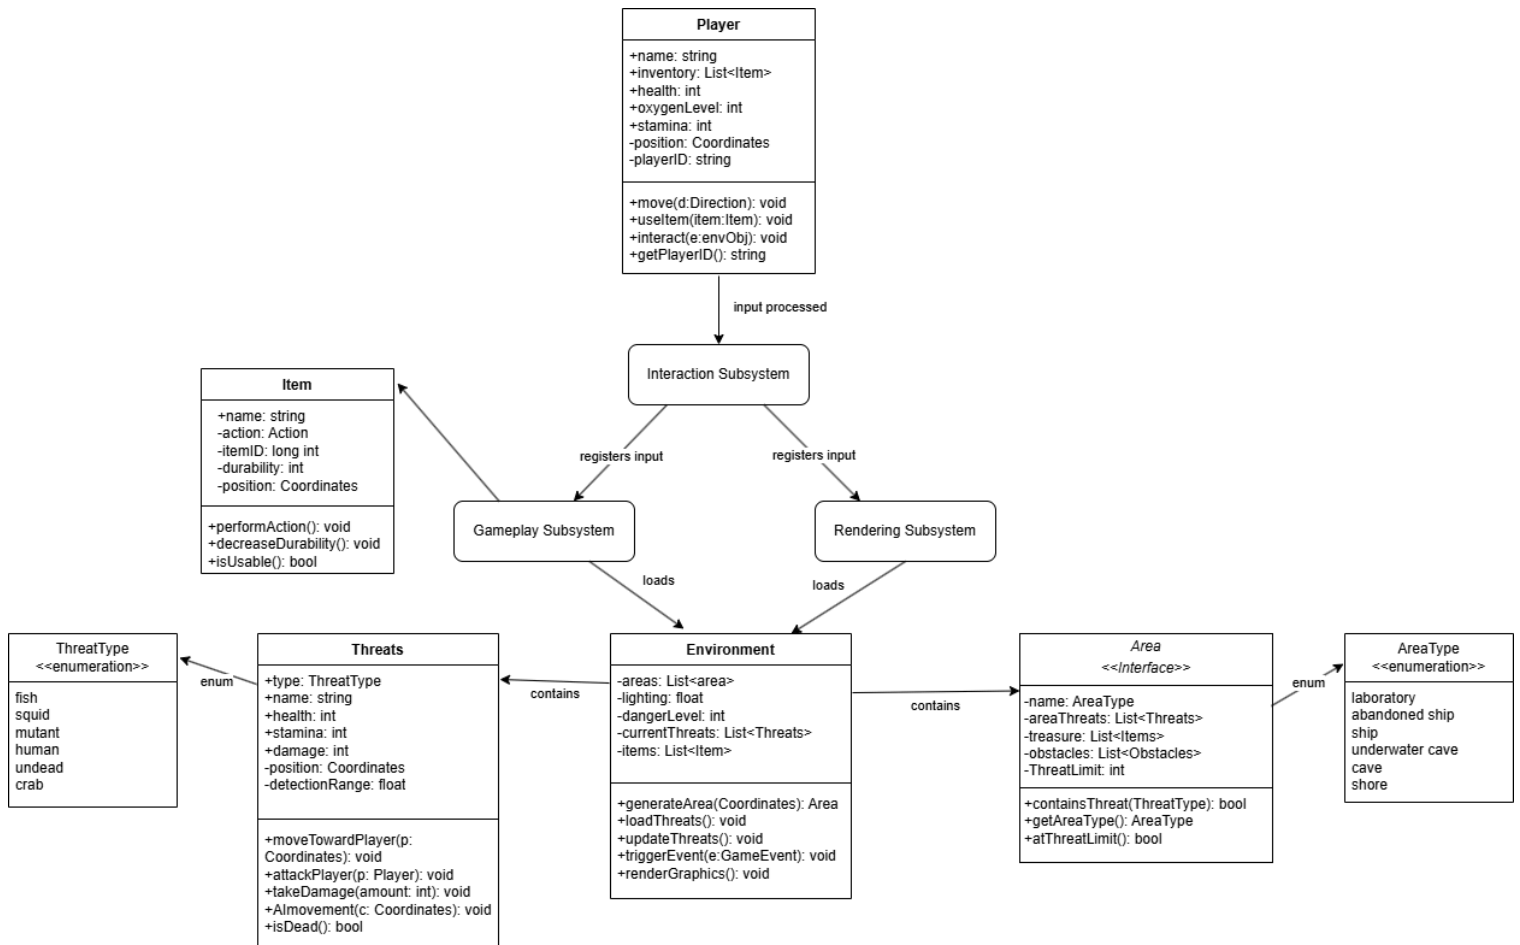 Player
+name: string
+inventory: List<Item>
+health: int
+oxygenLevel: int
+stamina: int
-position: Coordinates
-playerID: string
+move(d:Direction): void
+useItem(item:Item): void
+interact(e:envObj): void
+getPlayerID(): string
input processed
Interaction Subsystem
registers input
registers input
Item
+name: string
-action: Action
-itemID: long int
-durability: int
-position: Coordinates
+performAction(): void
+decreaseDurability(): void
+isUsable(): bool
Gameplay Subsystem
Rendering Subsystem
loads
loads
ThreatType
<<enumeration>>
fish
squid
mutant
human
undead
crab
enum
Threats
+type: ThreatType
+name: string
+health: int
+stamina: int
+damage: int
-position: Coordinates
-detectionRange: float
+moveTowardPlayer(p:
Coordinates): void
+attackPlayer(p: Player): void
+takeDamage(amount: int): void
+AImovement(c: Coordinates): void
+isDead(): bool
contains
Environment
-areas: List<area>
-lighting: float
-dangerLevel: int
-currentThreats: List<Threats>
-items: List<Item>
+generateArea(Coordinates): Area
+loadThreats(): void
+updateThreats(): void
+triggerEvent(e:GameEvent): void
+renderGraphics(): void
contains
Area
<<Interface>>
-name: AreaType
-areaThreats: List<Threats>
-treasure: List<Items>
-obstacles: List<Obstacles>
-ThreatLimit: int
+containsThreat(ThreatType): bool
+getAreaType(): AreaType
+atThreatLimit(): bool
enum
AreaType
<<enumeration>>
laboratory
abandoned ship
ship
underwater cave
cave
shore